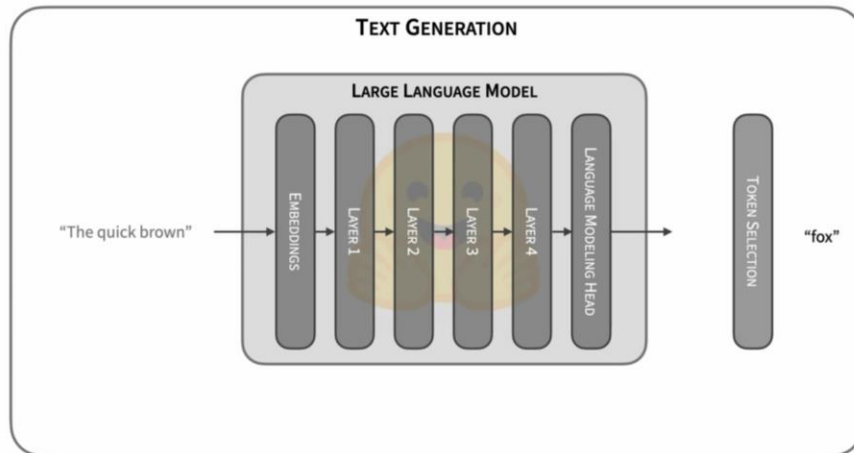 TEXT GENERATION
LARGE LANGUAGE MODEL
"The quick brown"
EMBEDDINGS
LAYER 1
LAYER 2
LAYER 3
LAYER 4
LANGUAGE MODELING HEAD
TOKEN SELECTION
"fox"